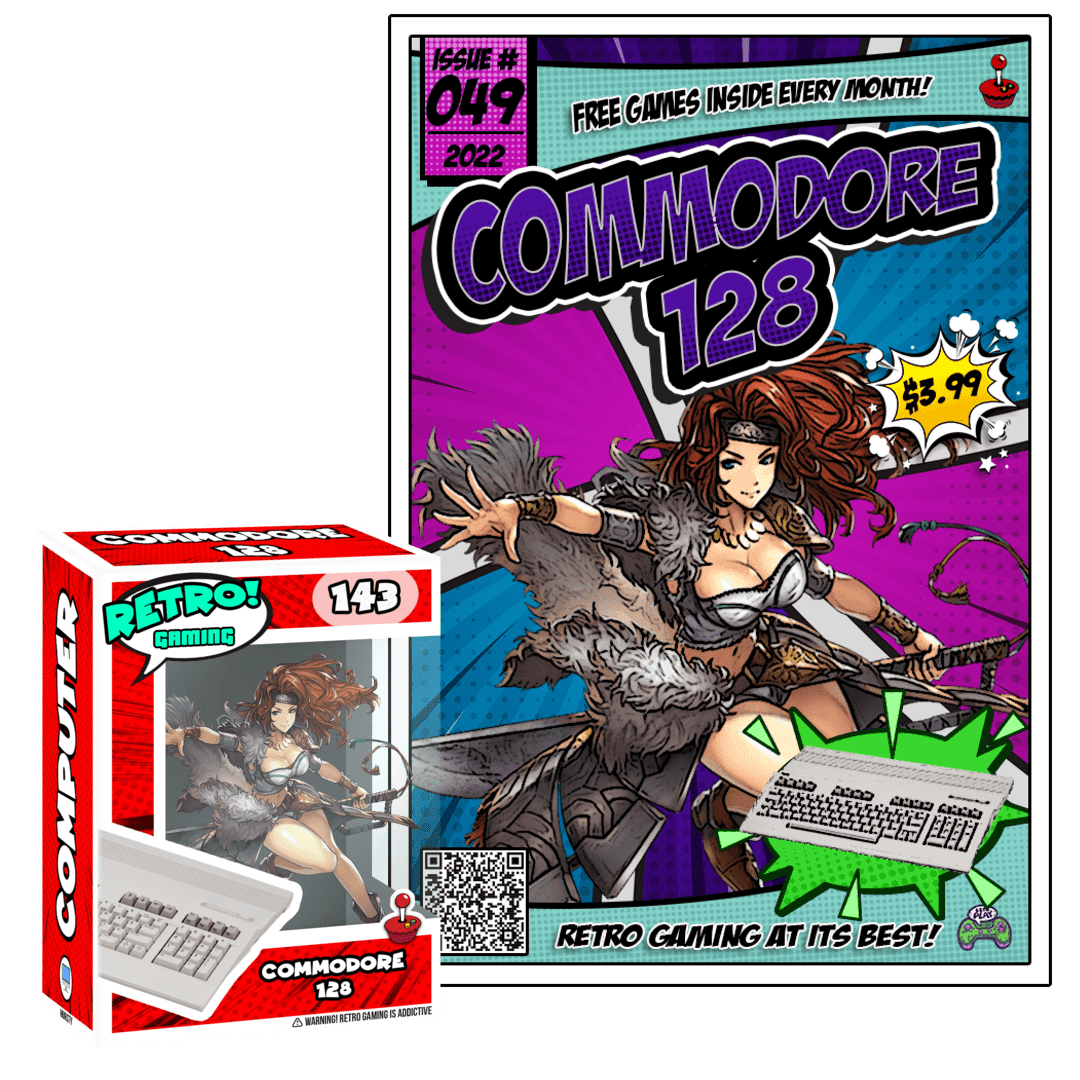 ISSUE #
049
2022
FREE GAMES INSIDE EVERY MONTH!
COMMODORE
128
$3.99
RETRO GAMING AT ITS BEST!
COMMODORE
128
RETRO!
GAMING
143
COMPUTER
COMMODORE
128
HURSTY
⚠ WARNING! RETRO GAMING IS ADDICTIVE